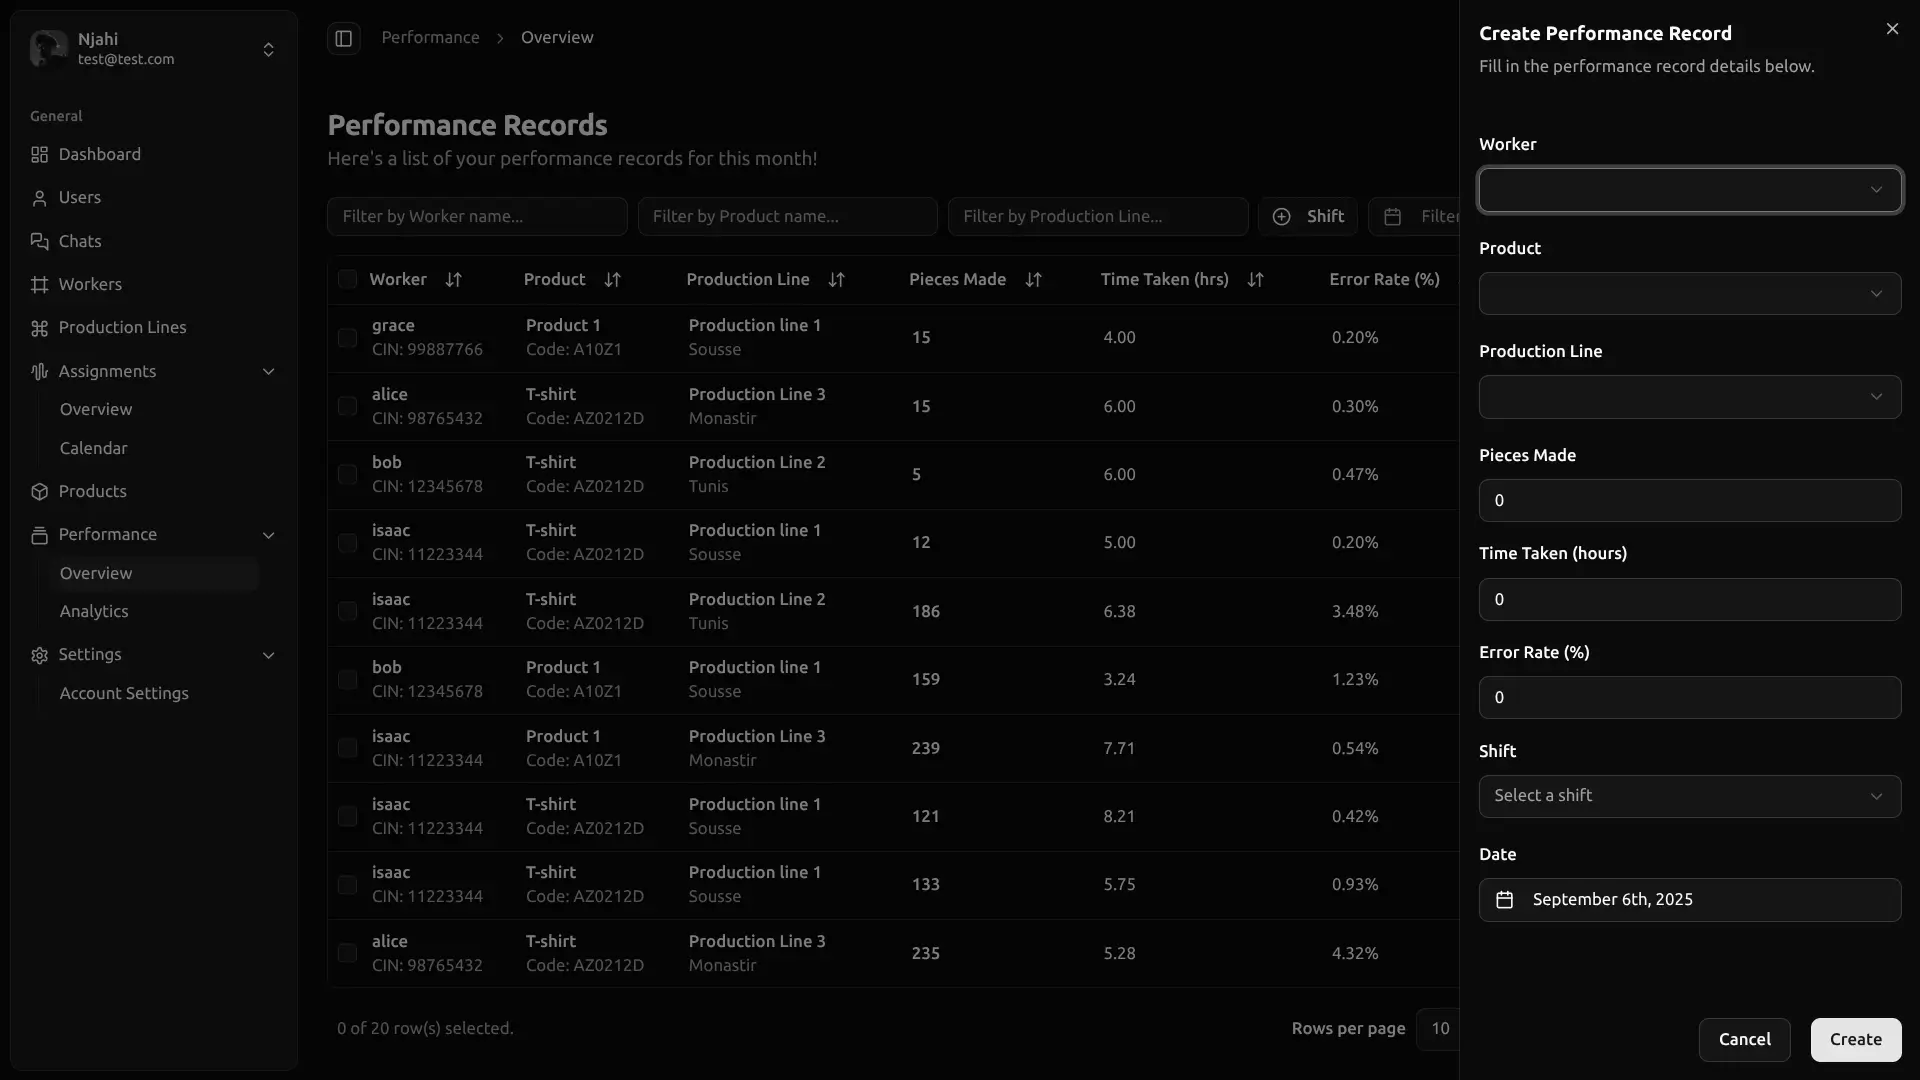 Njahi
test@test.com
General
Dashboard
Users
Chats
Workers
Production Lines
Assignments
Overview
Calendar
Products
Performance
Overview
Analytics
Settings
Account Settings
Performance > Overview
Performance Records
Here's a list of your performance records for this month!
Filter by Worker name... Filter by Product name... Filter by Production Line... Shift Filter
Worker Product Production Line Pieces Made Time Taken (hrs) Error Rate (%)
grace Product 1 Production line 1
CIN: 99887766 Code: A10Z1 Sousse 15 4.00 0.20%
alice T-shirt Production Line 3
CIN: 98765432 Code: AZ0212D Monastir 15 6.00 0.30%
bob T-shirt Production Line 2
CIN: 12345678 Code: AZ0212D Tunis 5 6.00 0.47%
isaac T-shirt Production line 1
CIN: 11223344 Code: AZ0212D Sousse 12 5.00 0.20%
isaac T-shirt Production Line 2
CIN: 11223344 Code: AZ0212D Tunis 186 6.38 3.48%
bob Product 1 Production line 1
CIN: 12345678 Code: A10Z1 Sousse 159 3.24 1.23%
isaac Product 1 Production Line 3
CIN: 11223344 Code: A10Z1 Monastir 239 7.71 0.54%
isaac T-shirt Production line 1
CIN: 11223344 Code: AZ0212D Sousse 121 8.21 0.42%
isaac T-shirt Production line 1
CIN: 11223344 Code: AZ0212D Sousse 133 5.75 0.93%
alice T-shirt Production Line 3
CIN: 98765432 Code: AZ0212D Monastir 235 5.28 4.32%
0 of 20 row(s) selected. Rows per page 10
Create Performance Record
Fill in the performance record details below.
Worker
Product
Production Line
Pieces Made
0
Time Taken (hours)
0
Error Rate (%)
0
Shift
Select a shift
Date
September 6th, 2025
Cancel Create